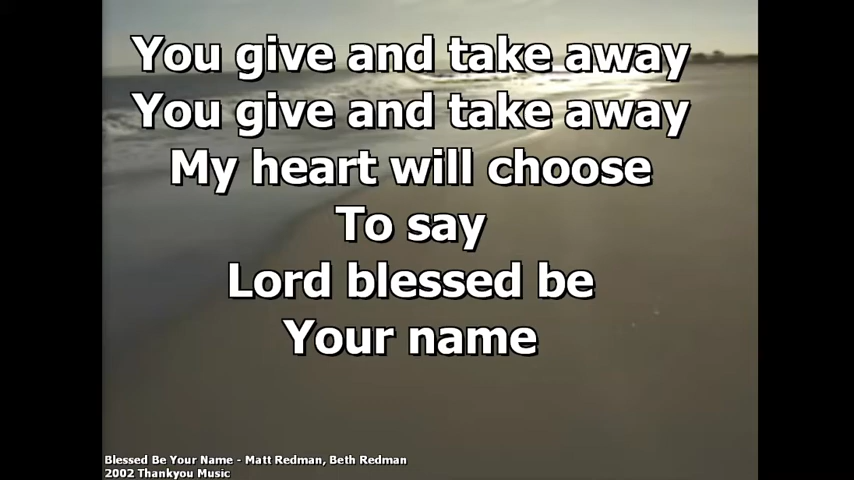 You give and take away
You give and take away
My heart will choose
To say
Lord blessed be
Your name
Blessed Be Your Name - Matt Redman, Beth Redman
2002 Thankyou Music